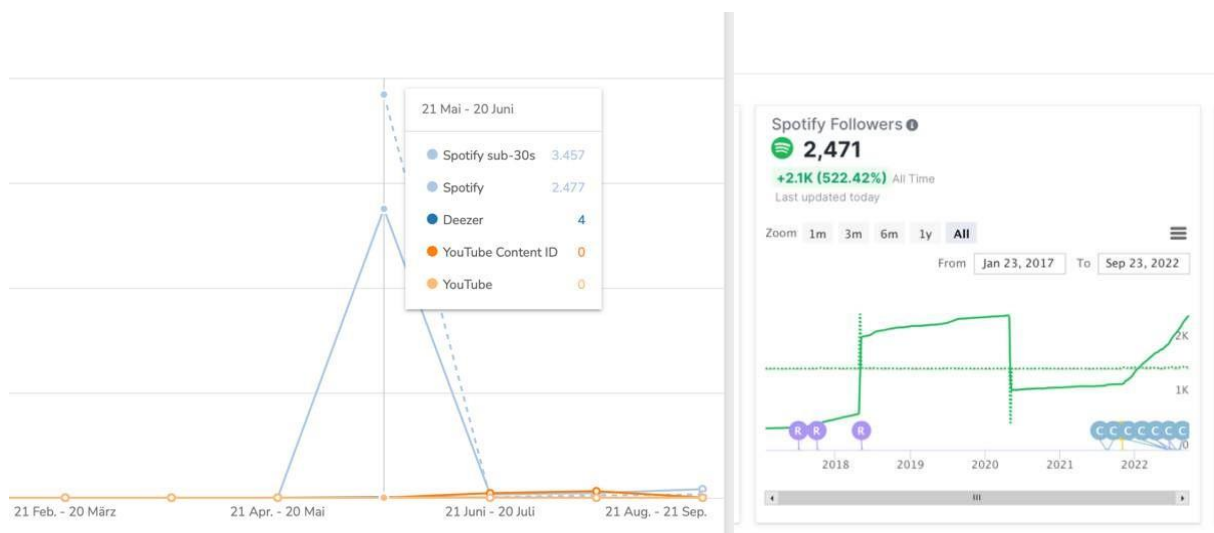 21 Mai - 20 Juni
Spotify sub-30s 3.457
Spotify 2.477
Deezer 4
YouTube Content ID 0
YouTube 0
21 Feb. - 20 März
21 Apr. - 20 Mai
21 Juni - 20 Juli
21 Aug. - 21 Sep.
Spotify Followers i
2,471
+2.1K (522.42%) All Time
Last updated today
Zoom 1m 3m 6m 1y All
From Jan 23, 2017 To Sep 23, 2022
2K
1K
R R R C C C C C C C
0
2018 2019 2020 2021 2022